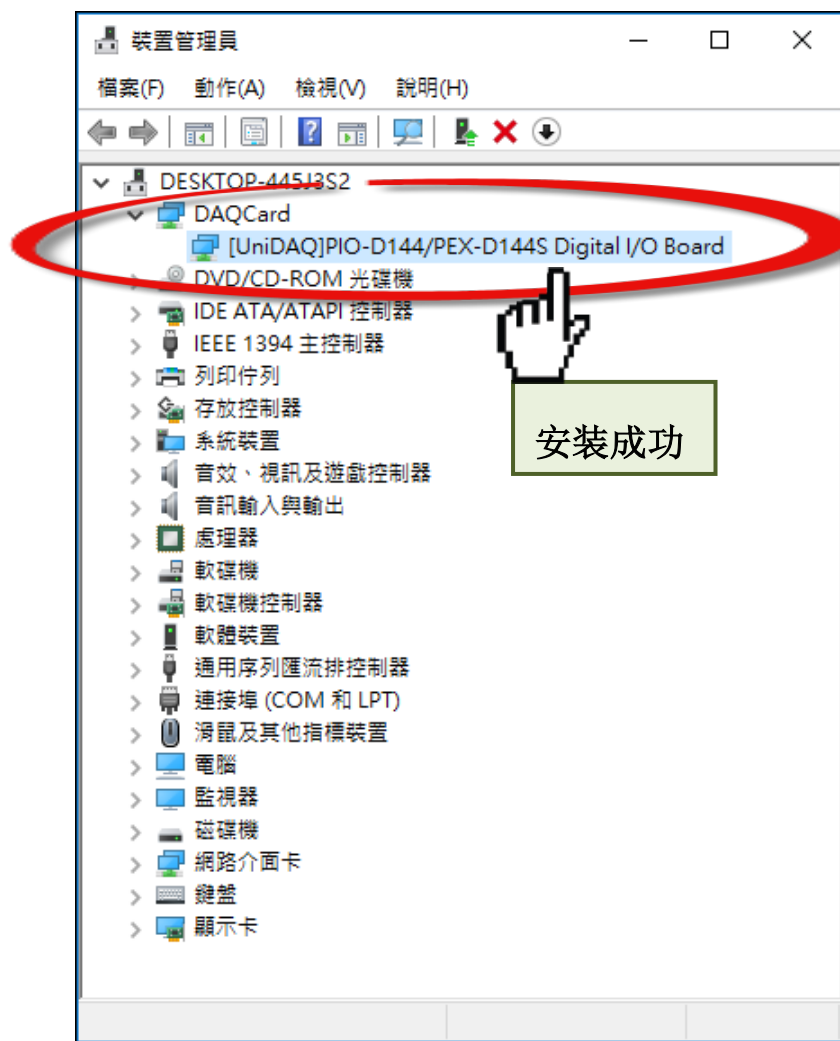 裝置管理員
檔案(F) 動作(A) 檢視(V) 說明(H)
DESKTOP-445J3S2
DAQCard
[UniDAQ]PIO-D144/PEX-D144S Digital I/O Board
DVD/CD-ROM 光碟機
IDE ATA/ATAPI 控制器
IEEE 1394 主控制器
列印佇列
存放控制器
系統裝置
安装成功
音效、視訊及遊戲控制器
音訊輸入與輸出
處理器
軟碟機
軟碟機控制器
軟體裝置
通用序列匯流排控制器
連接埠 (COM 和 LPT)
滑鼠及其他指標裝置
電腦
監視器
磁碟機
網路介面卡
鍵盤
顯示卡